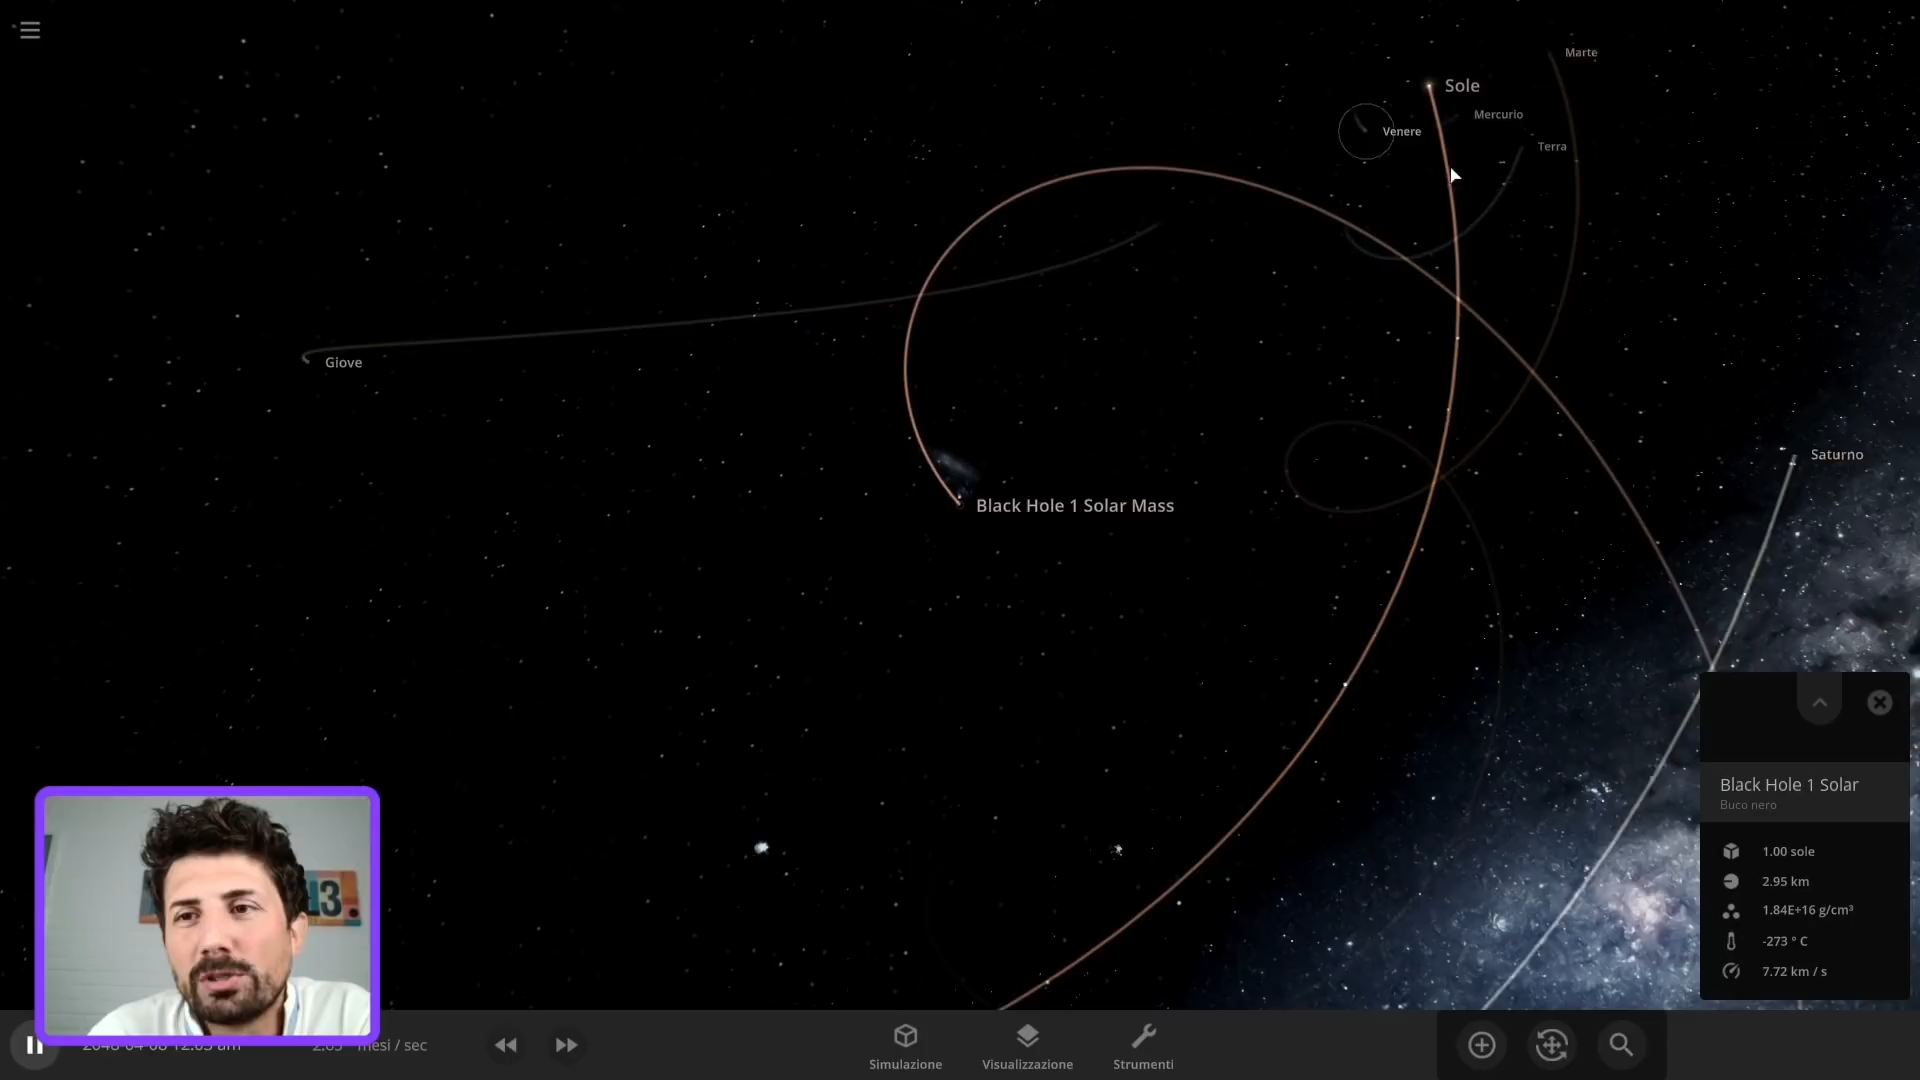 Marte
Sole
Mercurio
Venere
Terra
Giove
Saturno
Black Hole 1 Solar Mass
Black Hole 1 Solar
Buco nero
1.00 sole
2.95 km
1.84E+16 g/cm³
-273 ° C
7.72 km / s
mesi / sec
Simulazione
Visualizzazione
Strumenti